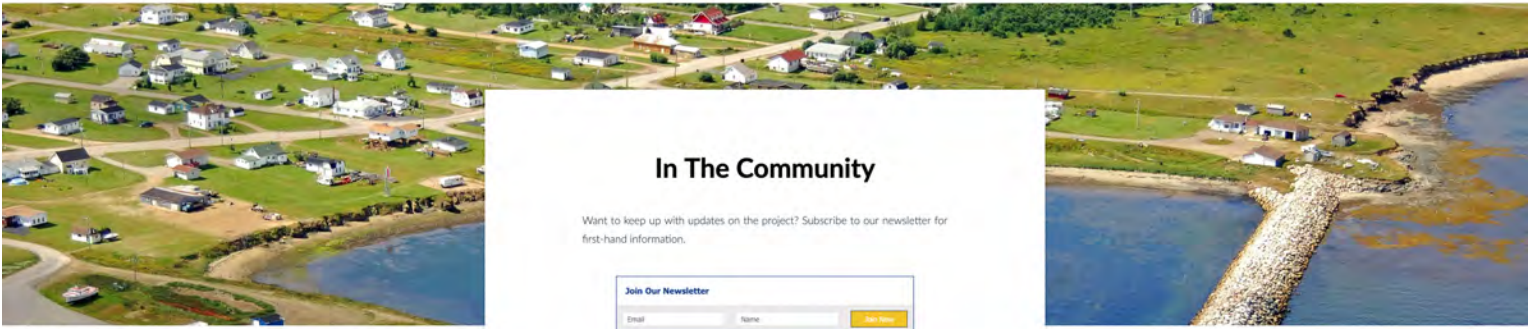 In The Community
Want to keep up with updates on the project? Subscribe to our newsletter for
first-hand information.
Join Our Newsletter
Email Name Join Now